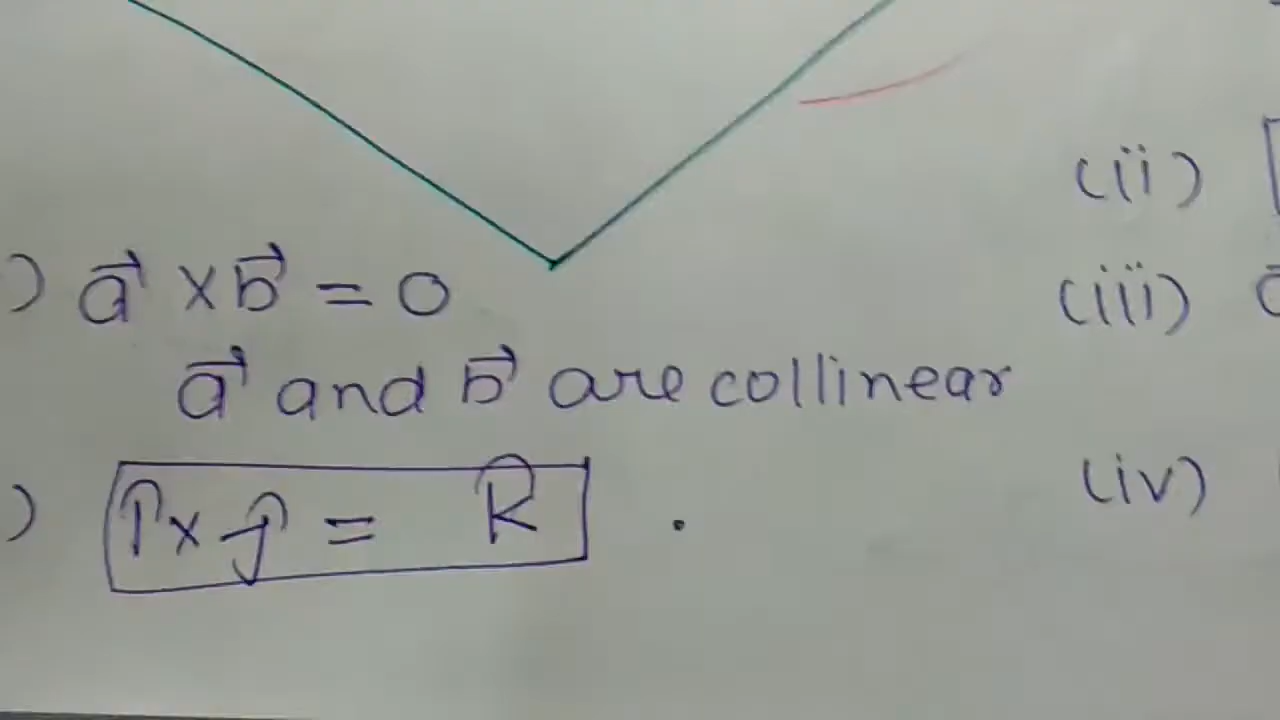 ) a⃗ × b⃗ = 0
a⃗ and b⃗ are collinear
) î × ĵ = k̂ .
(ii)
(iii)
(iv)